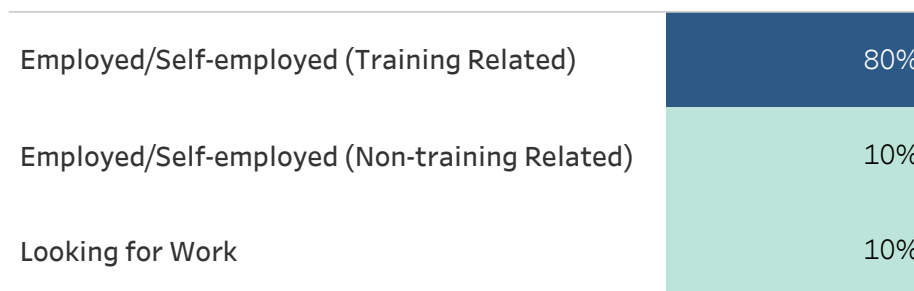 Employed/Self-employed (Training Related) 80%
Employed/Self-employed (Non-training Related) 10%
Looking for Work 10%